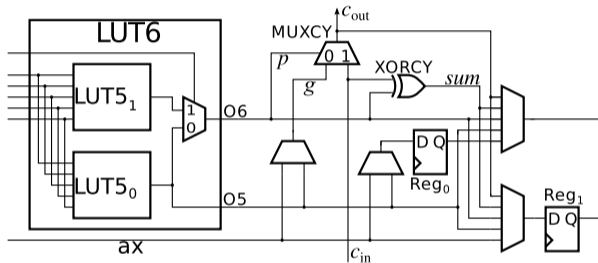 LUT6
c_out
MUXCY
p
0 1
XORCY
g
sum
LUT5_1
1
0
O6
D Q
Reg_0
LUT5_0
O5
Reg_1
D Q
ax
c_in